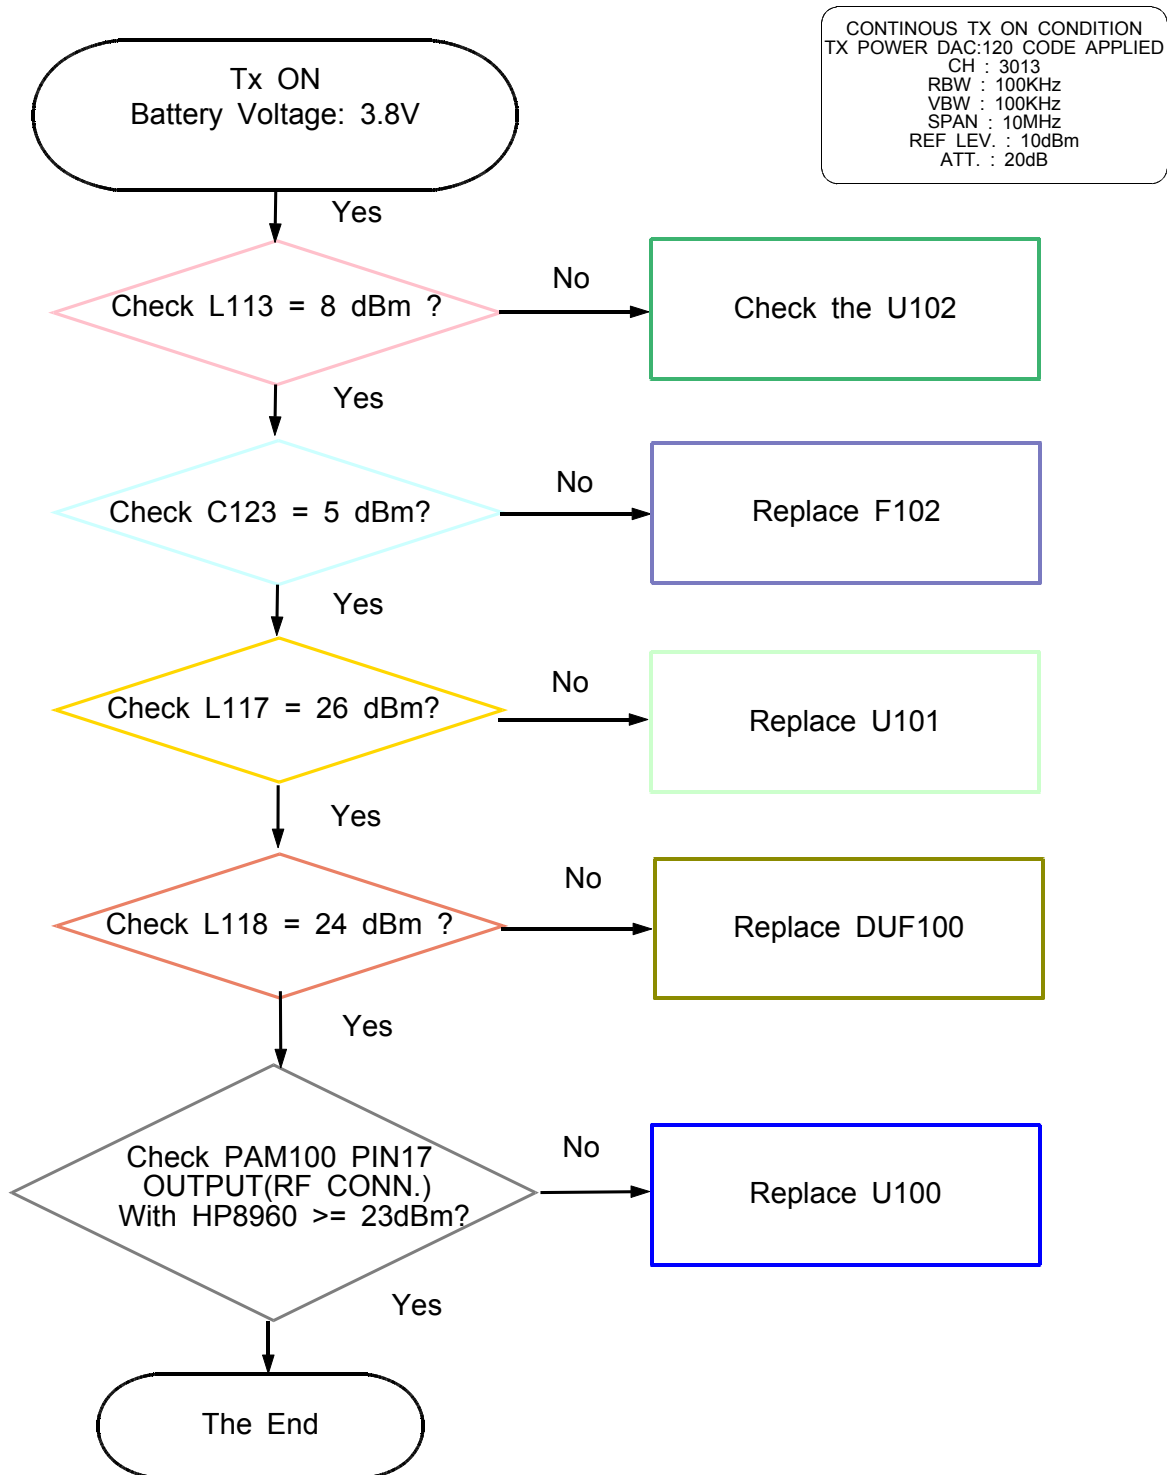 CONTINOUS TX ON CONDITION
TX POWER DAC:120 CODE APPLIED
CH : 3013
RBW : 100KHz
VBW : 100KHz
SPAN : 10MHz
REF LEV. : 10dBm
ATT. : 20dB
Tx ON
Battery Voltage: 3.8V
Yes
Check L113 = 8 dBm ?
No
Check the U102
Yes
Check C123 = 5 dBm?
No
Replace F102
Yes
Check L117 = 26 dBm?
No
Replace U101
Yes
Check L118 = 24 dBm ?
No
Replace DUF100
Yes
Check PAM100 PIN17
OUTPUT(RF CONN.)
With HP8960 >= 23dBm?
No
Replace U100
Yes
The End